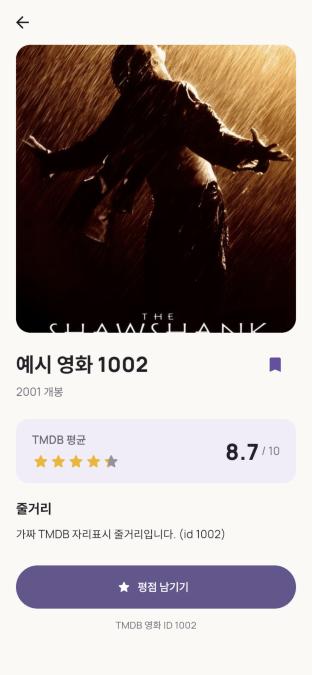 THE
SHAWSHANK
예시 영화 1002
2001 개봉
TMDB 평균
8.7 / 10
줄거리
가짜 TMDB 자리표시 줄거리입니다. (id 1002)
평점 남기기
TMDB 영화 ID 1002